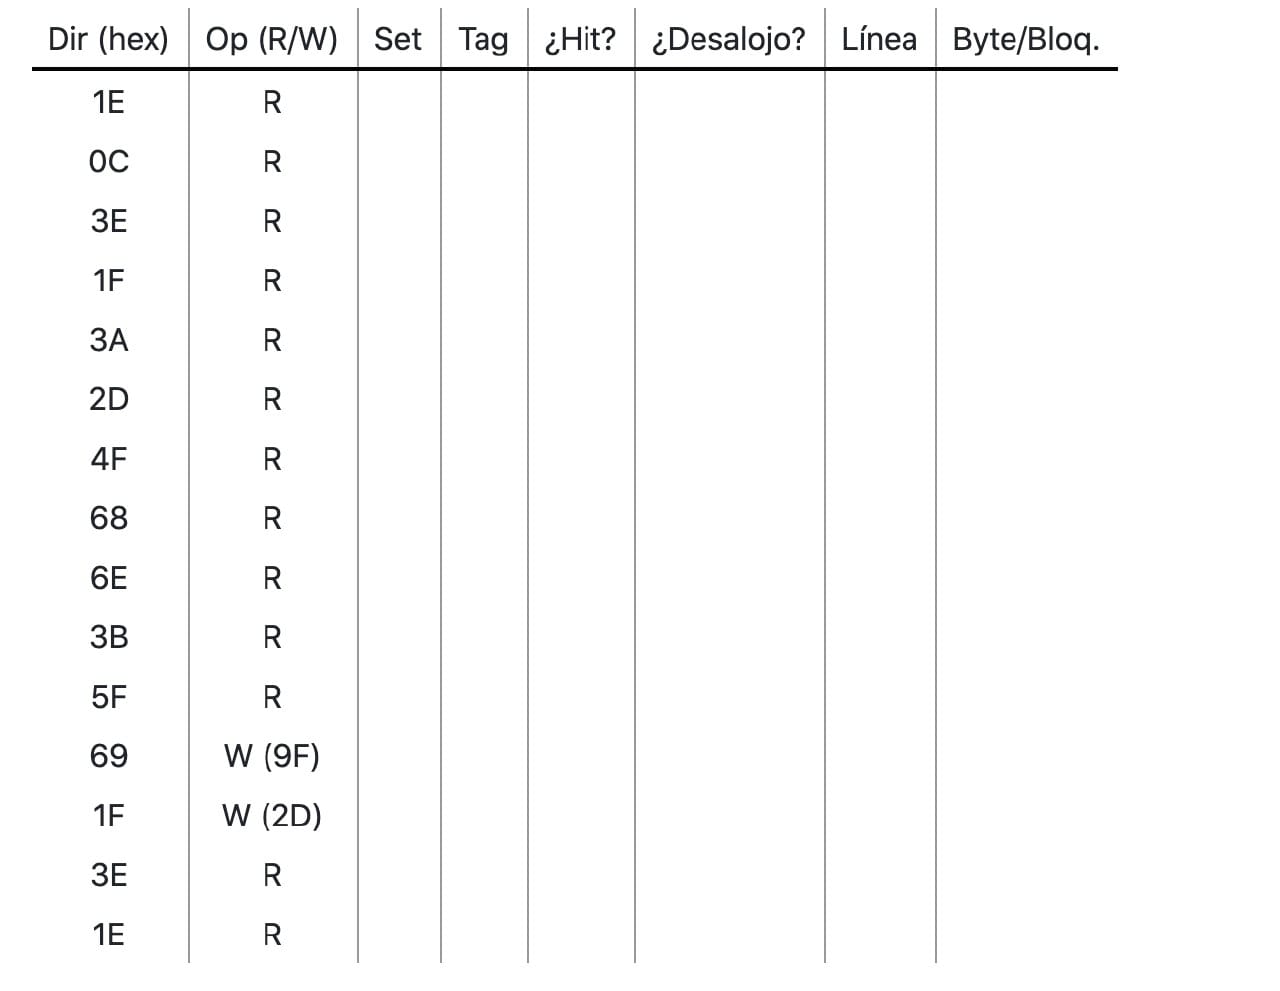 Dir (hex) Op (R/W) Set Tag ¿Hit? ¿Desalojo? Línea Byte/Bloq.
1E R
0C R
3E R
1F R
3A R
2D R
4F R
68 R
6E R
3B R
5F R
69 W (9F)
1F W (2D)
3E R
1E R